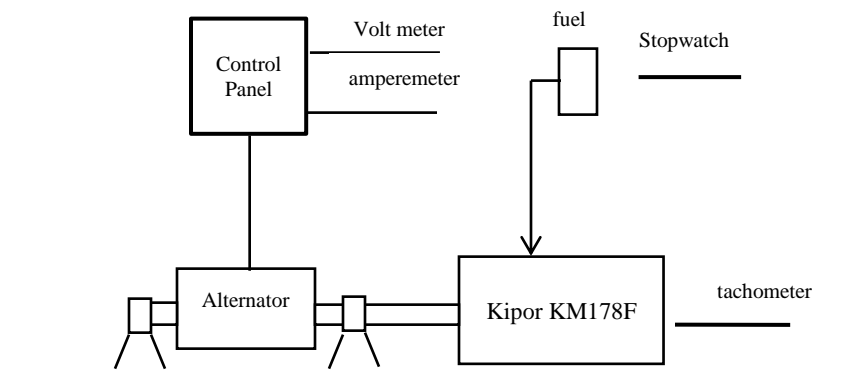 fuel
Volt meter
Stopwatch
Control
Panel
amperemeter
Alternator
Kipor KM178F
tachometer